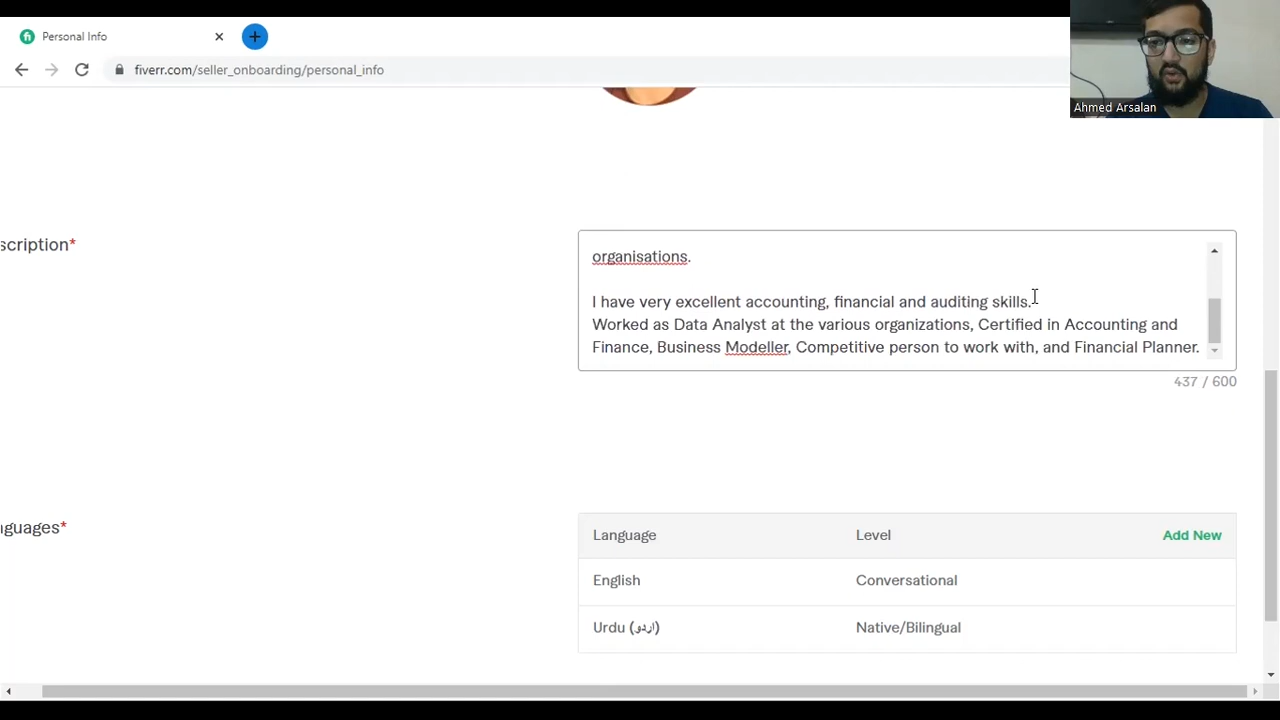 Personal Info
fiverr.com/seller_onboarding/personal_info
Ahmed Arsalan
scription*
organisations.
I have very excellent accounting, financial and auditing skills.
Worked as Data Analyst at the various organizations, Certified in Accounting and
Finance, Business Modeller, Competitive person to work with, and Financial Planner.
437 / 600
nguages*
Language Level Add New
English Conversational
Urdu (اردو) Native/Bilingual